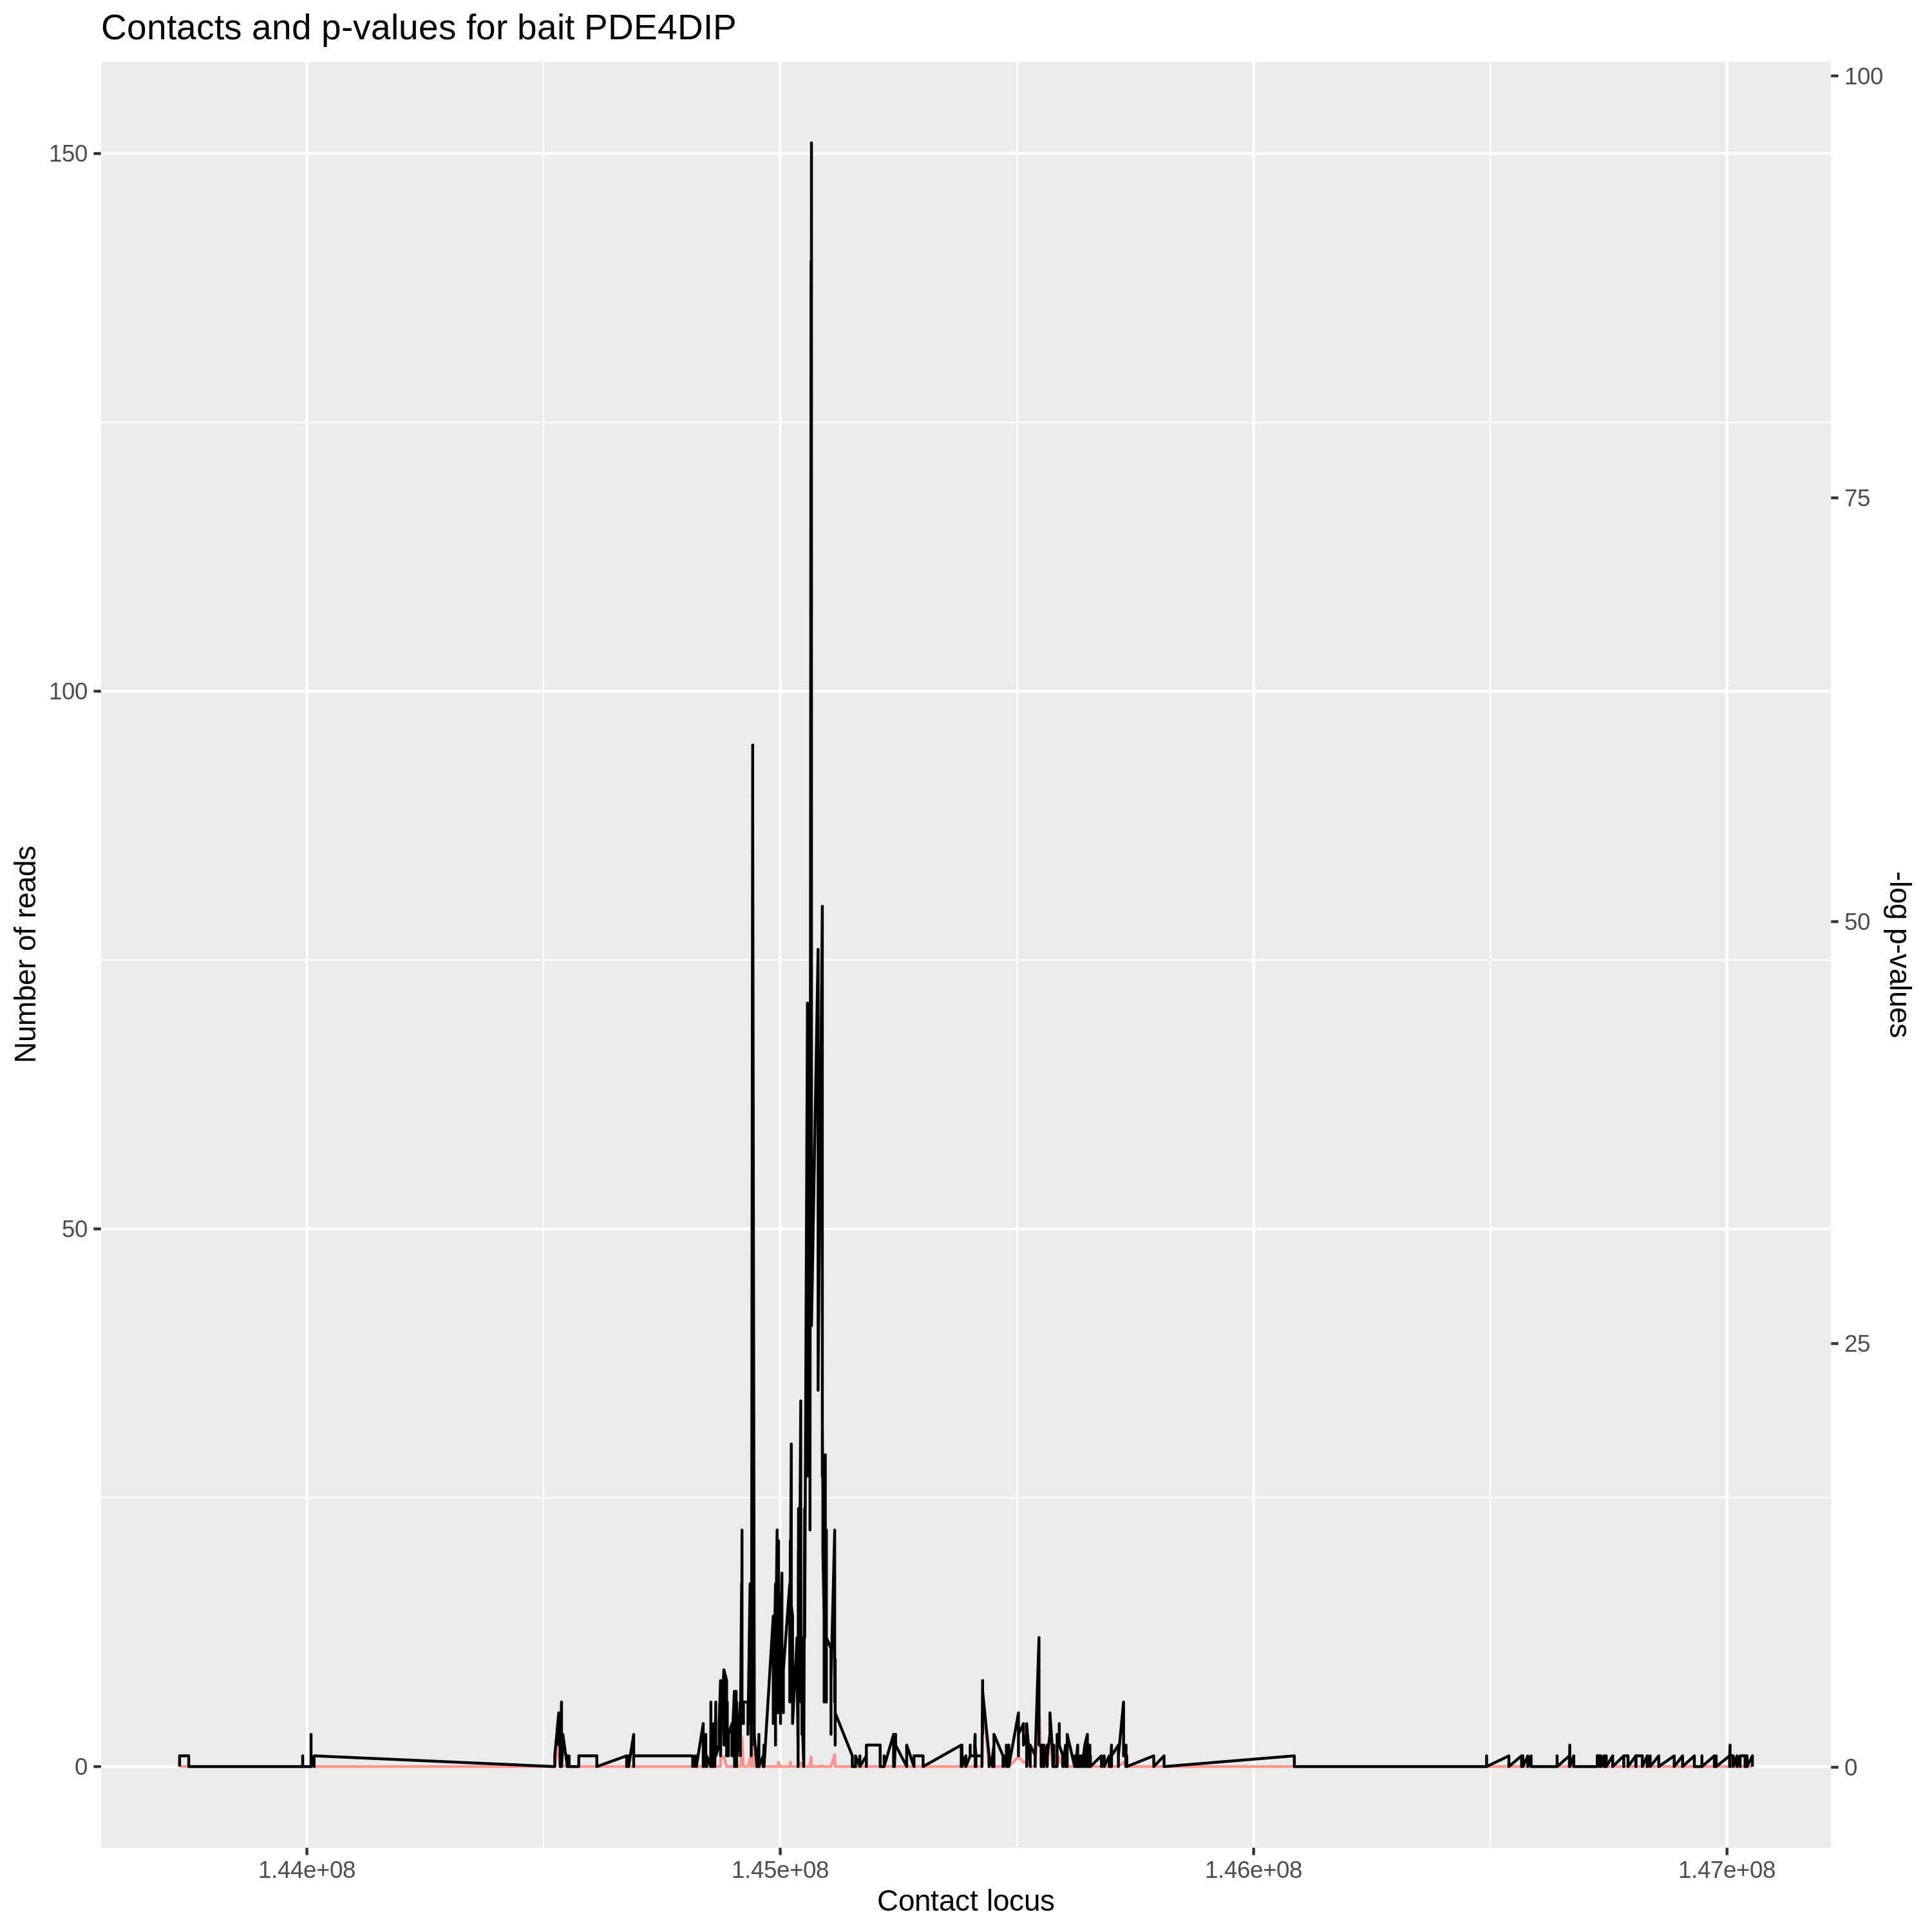 Contacts and p-values for bait PDE4DIP
150
100
50
0
Number of reads
100
75
50
25
0
-log p-values
1.44e+08
1.45e+08
1.46e+08
1.47e+08
Contact locus